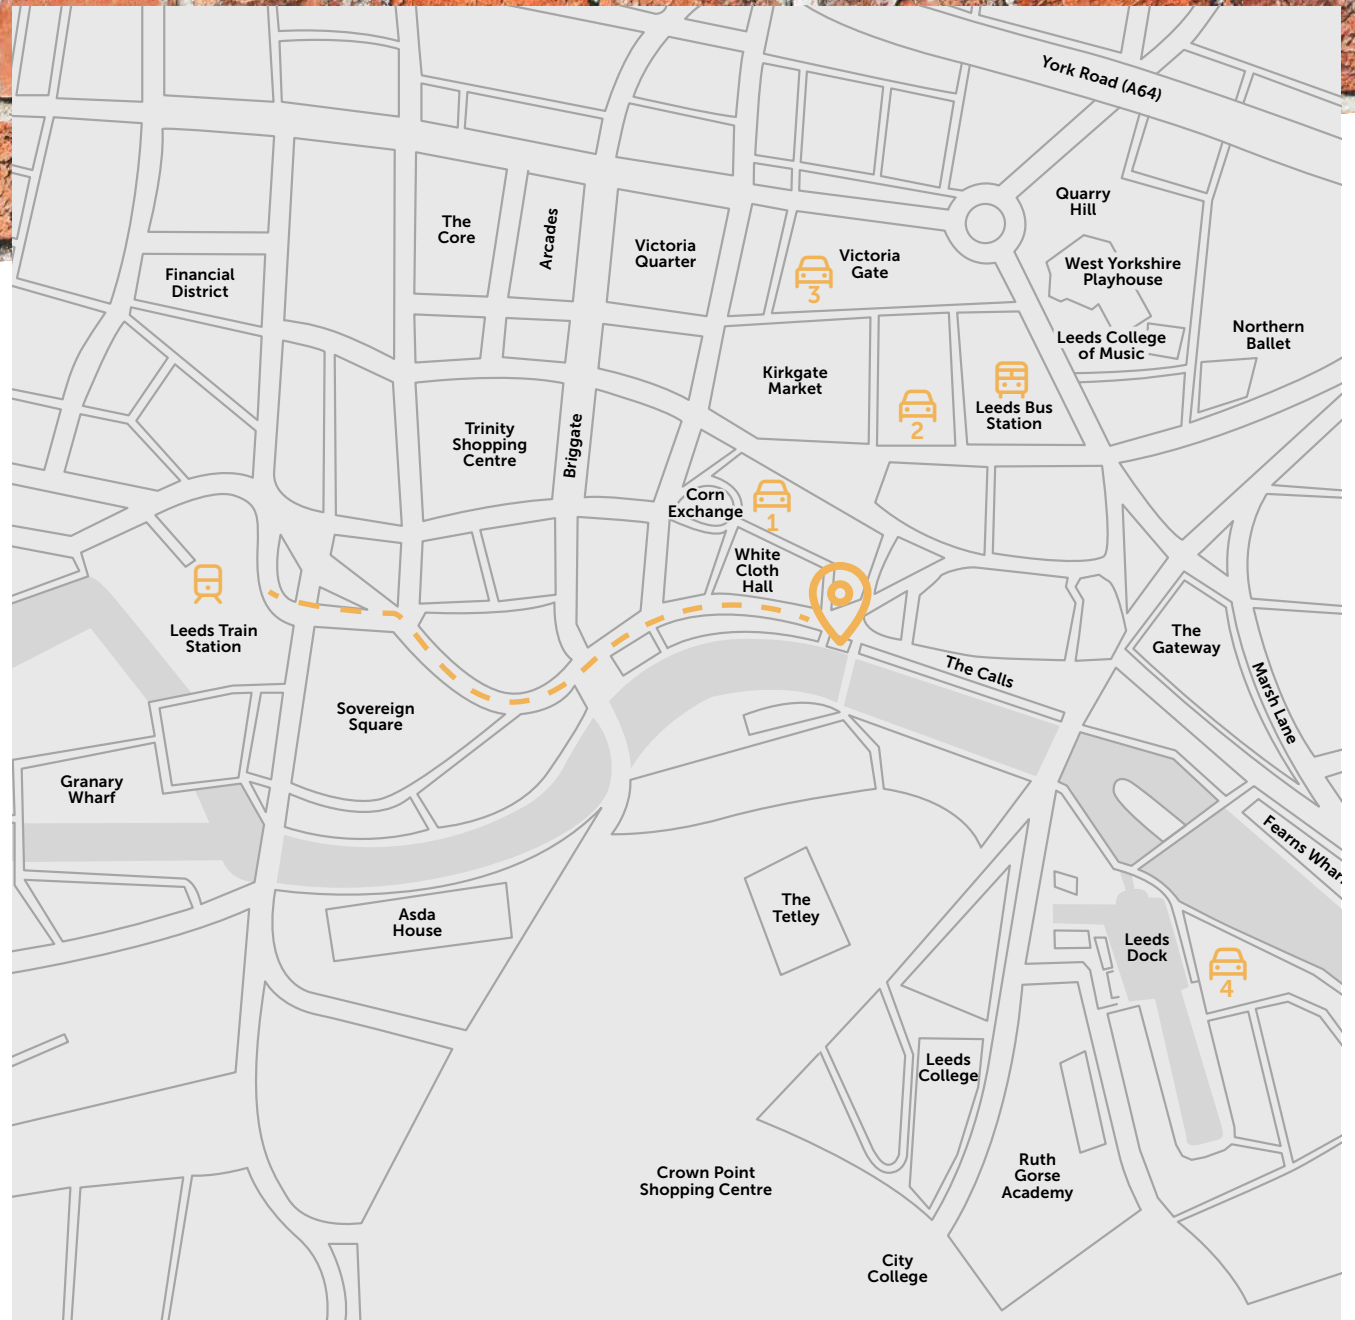 York Road (A64)
Quarry
Hill
The
Core
Arcades
Victoria
Quarter
Victoria
Gate
3
West Yorkshire
Playhouse
Financial
District
Leeds College
of Music
Northern
Ballet
Kirkgate
Market
2
Leeds Bus
Station
Trinity
Shopping
Centre
Briggate
Corn
Exchange
1
White
Cloth
Hall
Leeds Train
Station
The
Gateway
The Calls
Marsh Lane
Sovereign
Square
Granary
Wharf
Fearns Wharf
The
Tetley
Asda
House
Leeds
Dock
4
Leeds
College
Crown Point
Shopping Centre
Ruth
Gorse
Academy
City
College